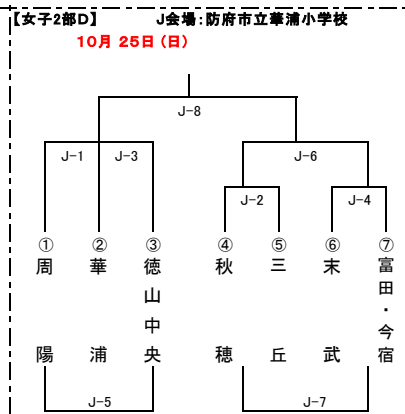 【女子2部D】 J会場:防府市立華浦小学校
10月 25日 (日)
J-8
J-1 J-3 J-6
J-2 J-4
① ② ③ ④ ⑤ ⑥ ⑦
周陽 華浦 徳山中央 秋穂 三丘 末武 富田・今宿
J-5 J-7